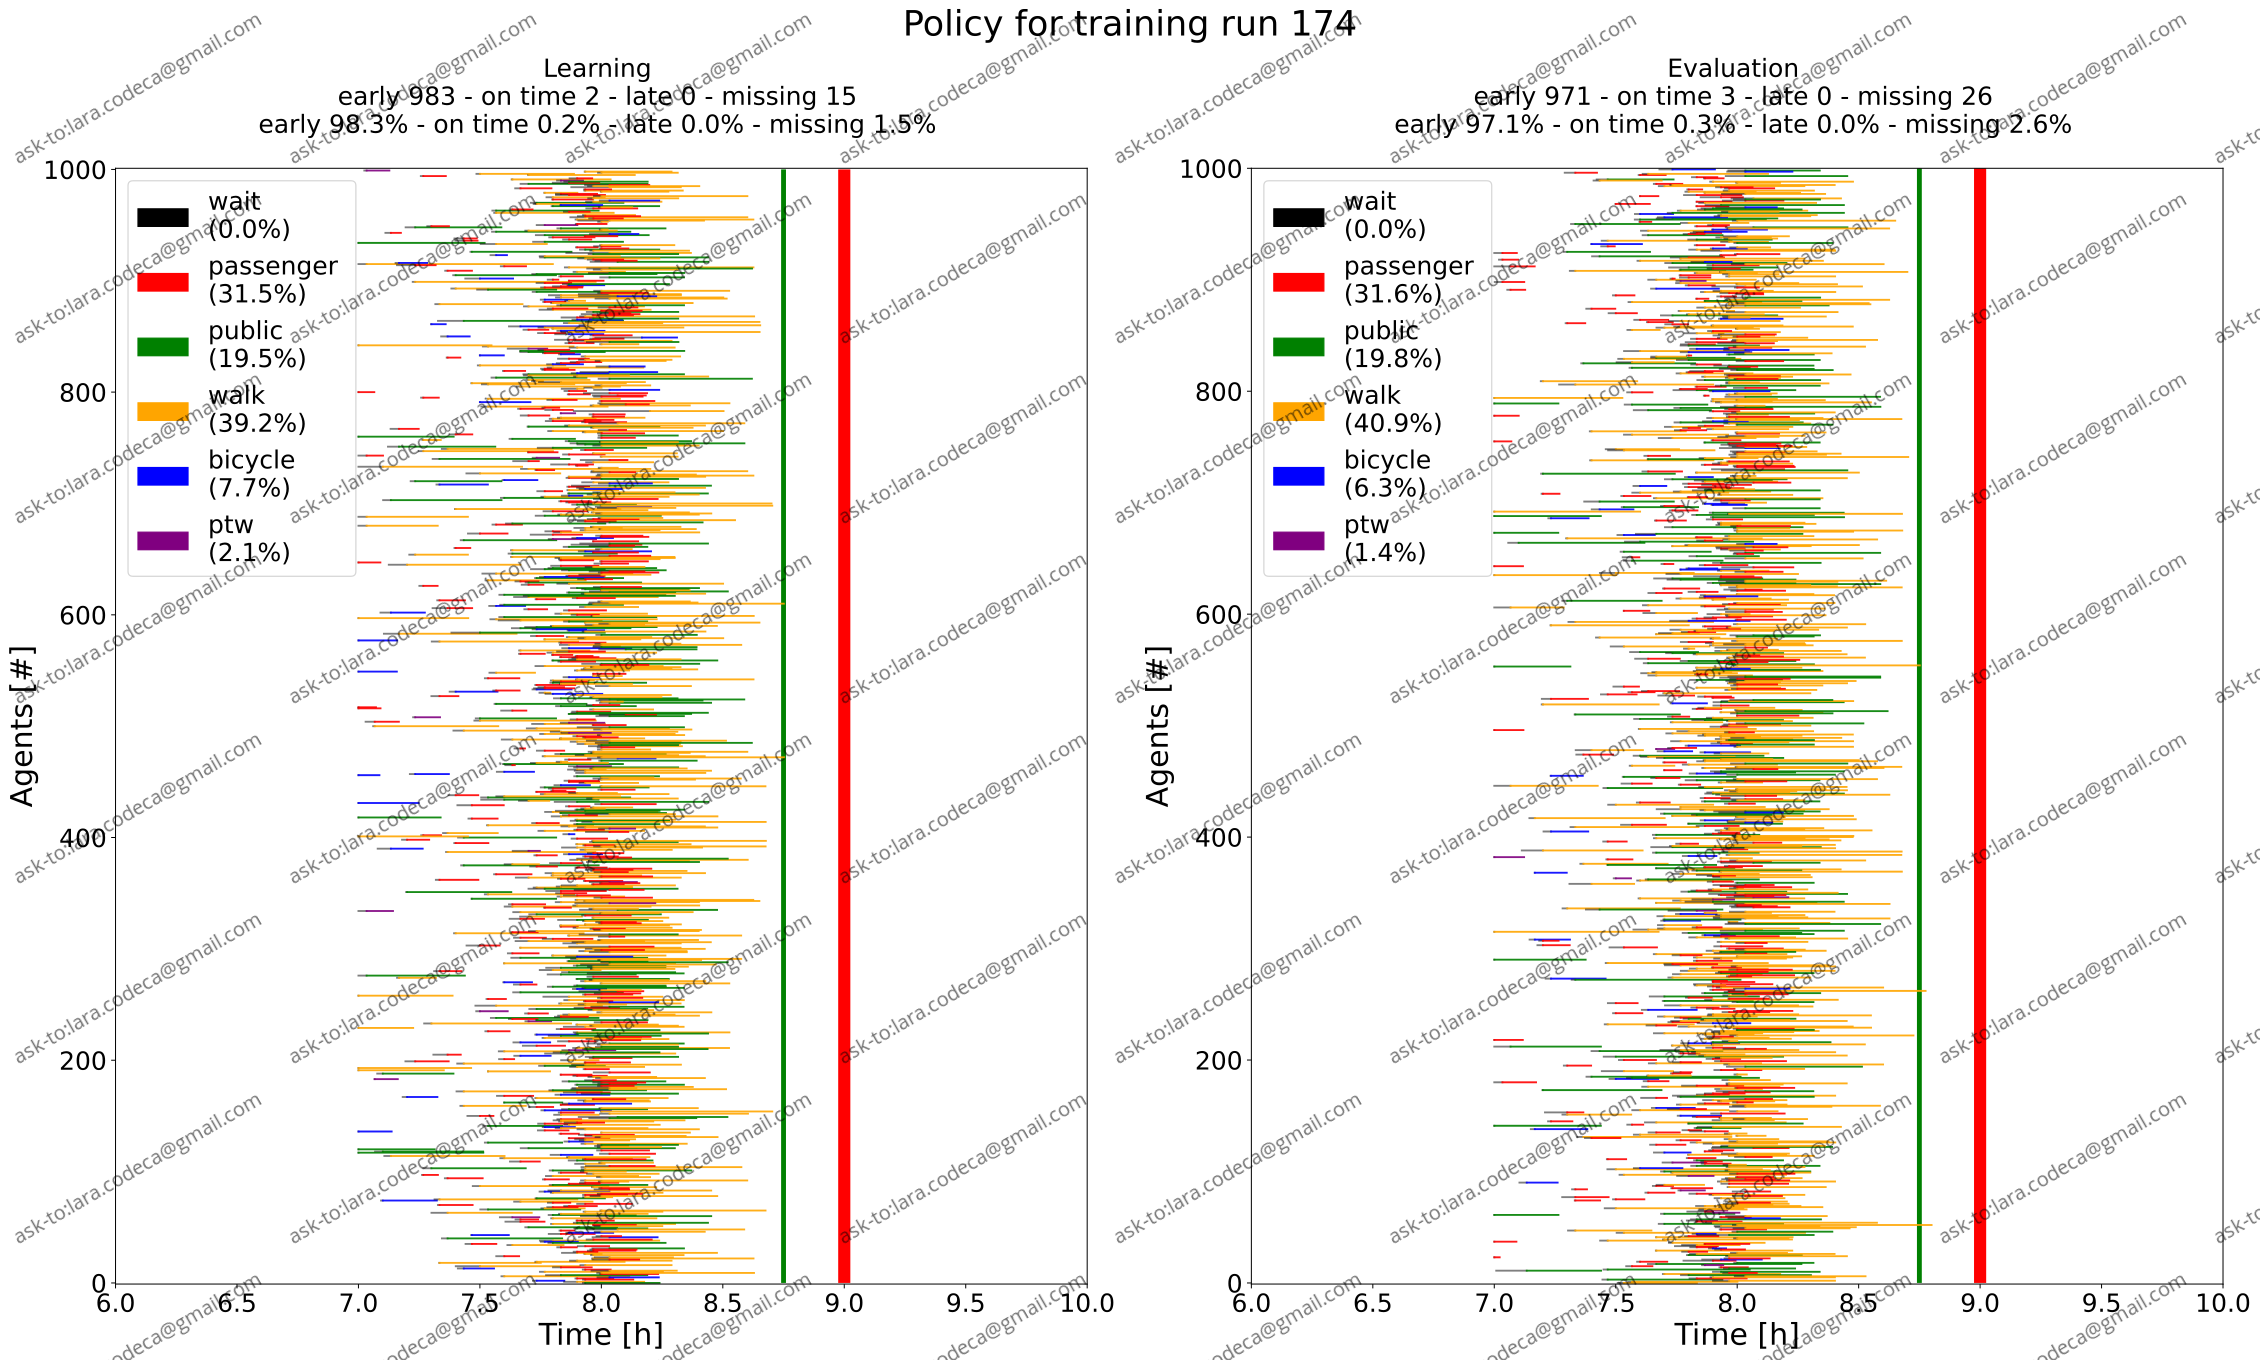 Policy for training run 174
Learning
early 983 - on time 2 - late 0 - missing 15
early 98.3% - on time 0.2% - late 0.0% - missing 1.5%
1000
800
600
400
200
0
Agents [#]
wait
(0.0%)
passenger
(31.5%)
public
(19.5%)
walk
(39.2%)
bicycle
(7.7%)
ptw
(2.1%)
6.0 6.5 7.0 7.5 8.0 8.5 9.0 9.5 10.0
Time [h]
Evaluation
early 971 - on time 3 - late 0 - missing 26
early 97.1% - on time 0.3% - late 0.0% - missing 2.6%
1000
800
600
400
200
0
Agents [#]
wait
(0.0%)
passenger
(31.6%)
public
(19.8%)
walk
(40.9%)
bicycle
(6.3%)
ptw
(1.4%)
6.0 6.5 7.0 7.5 8.0 8.5 9.0 9.5 10.0
Time [h]
ask-to:lara.codeca@gmail.com